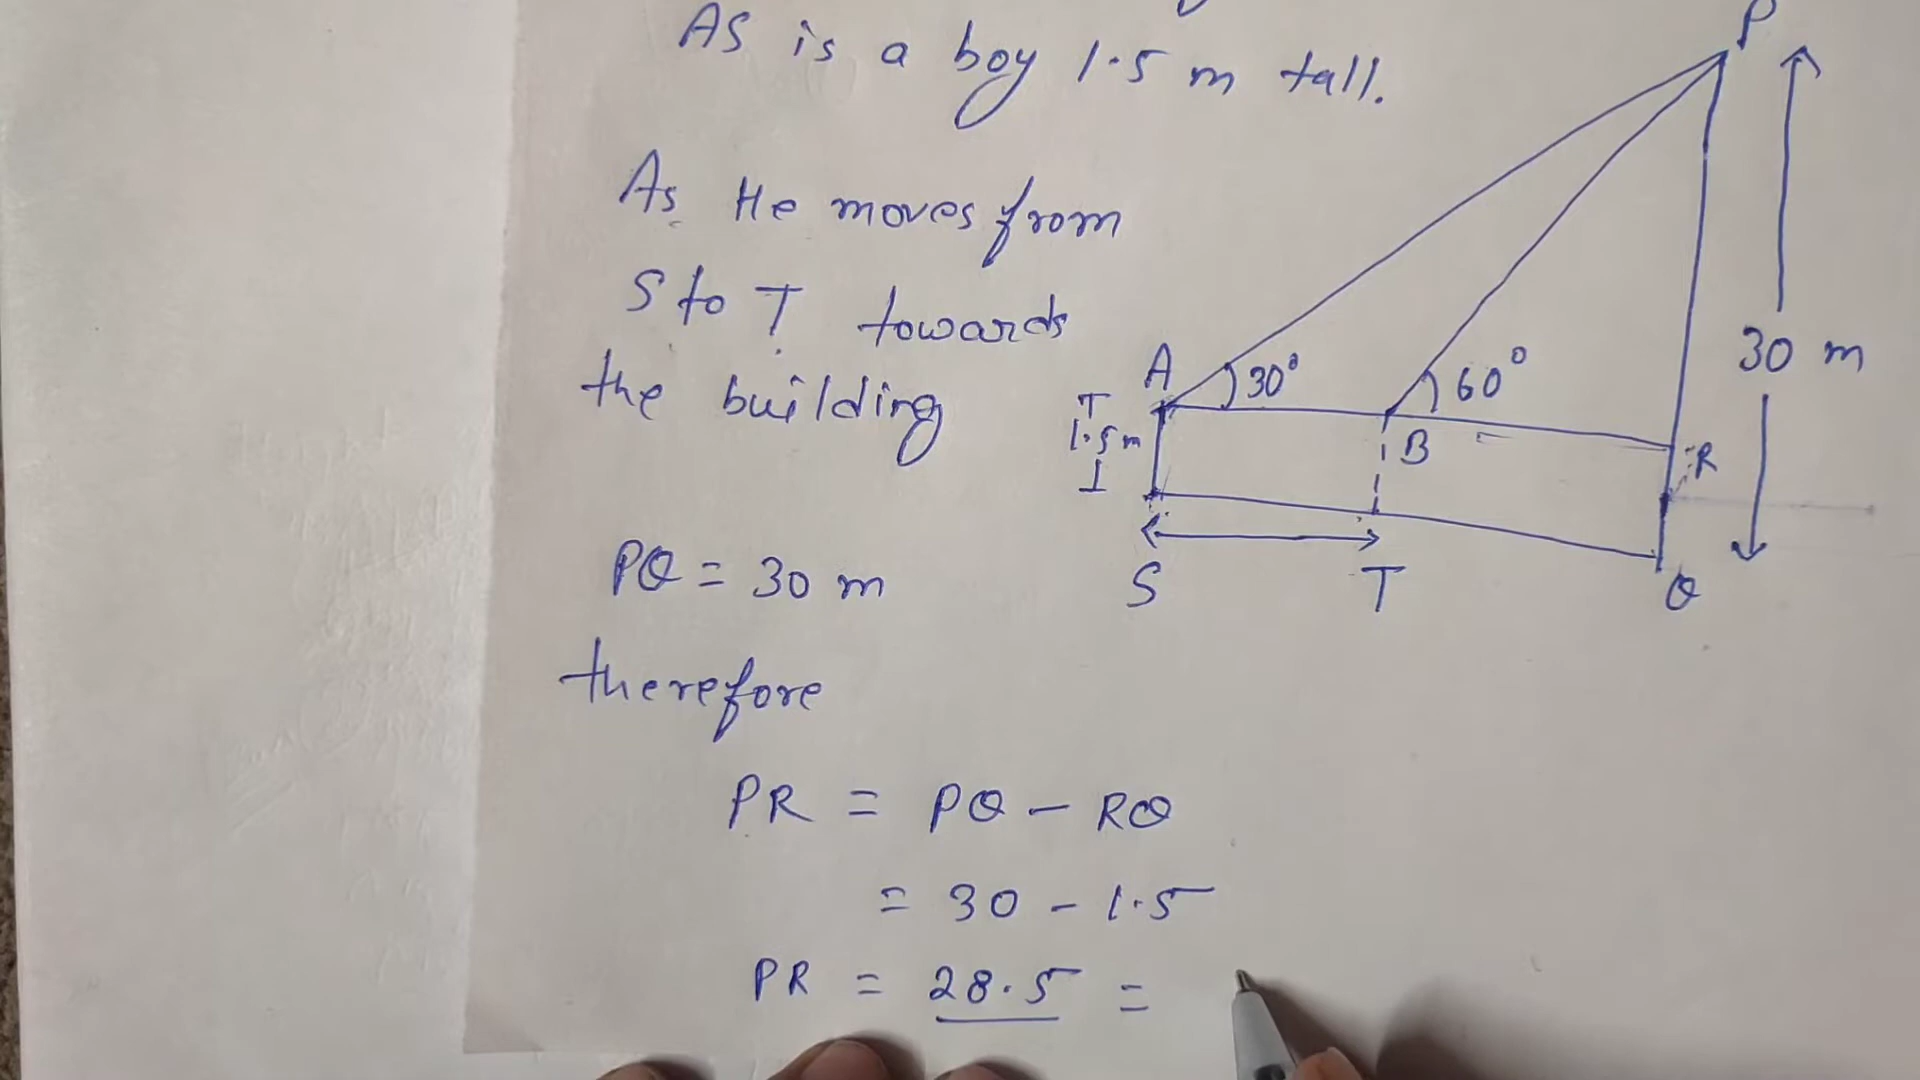 AS is a boy 1.5 m tall.
As He moves from
S to T towards
the building
PQ = 30 m
therefore
PR = PQ - RQ
= 30 - 1.5
PR = 28.5 =
P
30 m
A
30°
60°
1.5 m
B
R
S
T
Q